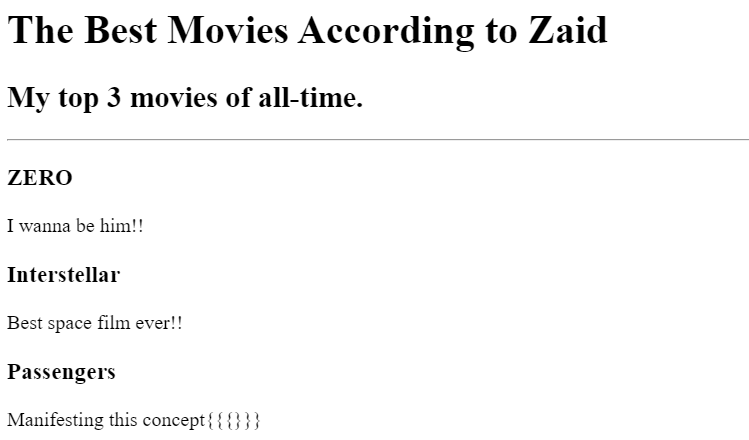 The Best Movies According to Zaid
My top 3 movies of all-time.
ZERO
I wanna be him!!
Interstellar
Best space film ever!!
Passengers
Manifesting this concept{{{}}}